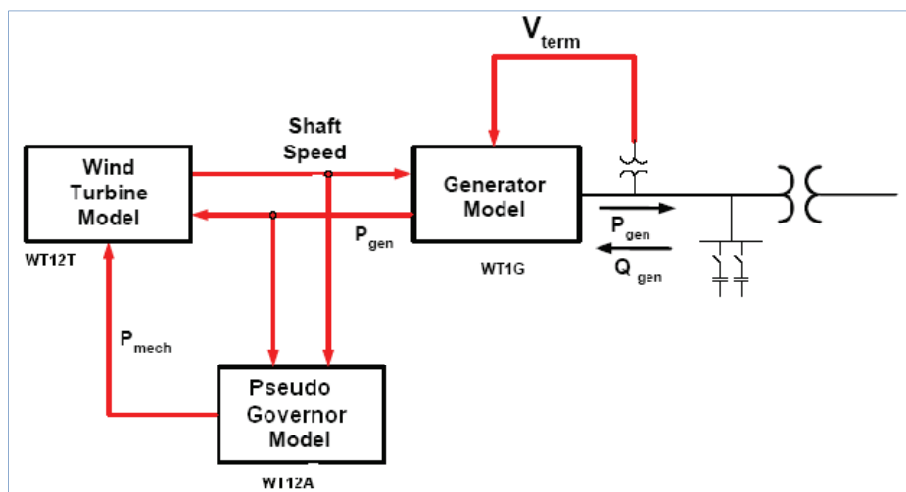 V term
Shaft
Speed
Wind
Turbine
Model
Generator
Model
P gen
P gen
Q gen
WT12T
WT1G
P mech
Pseudo
Governor
Model
WT12A